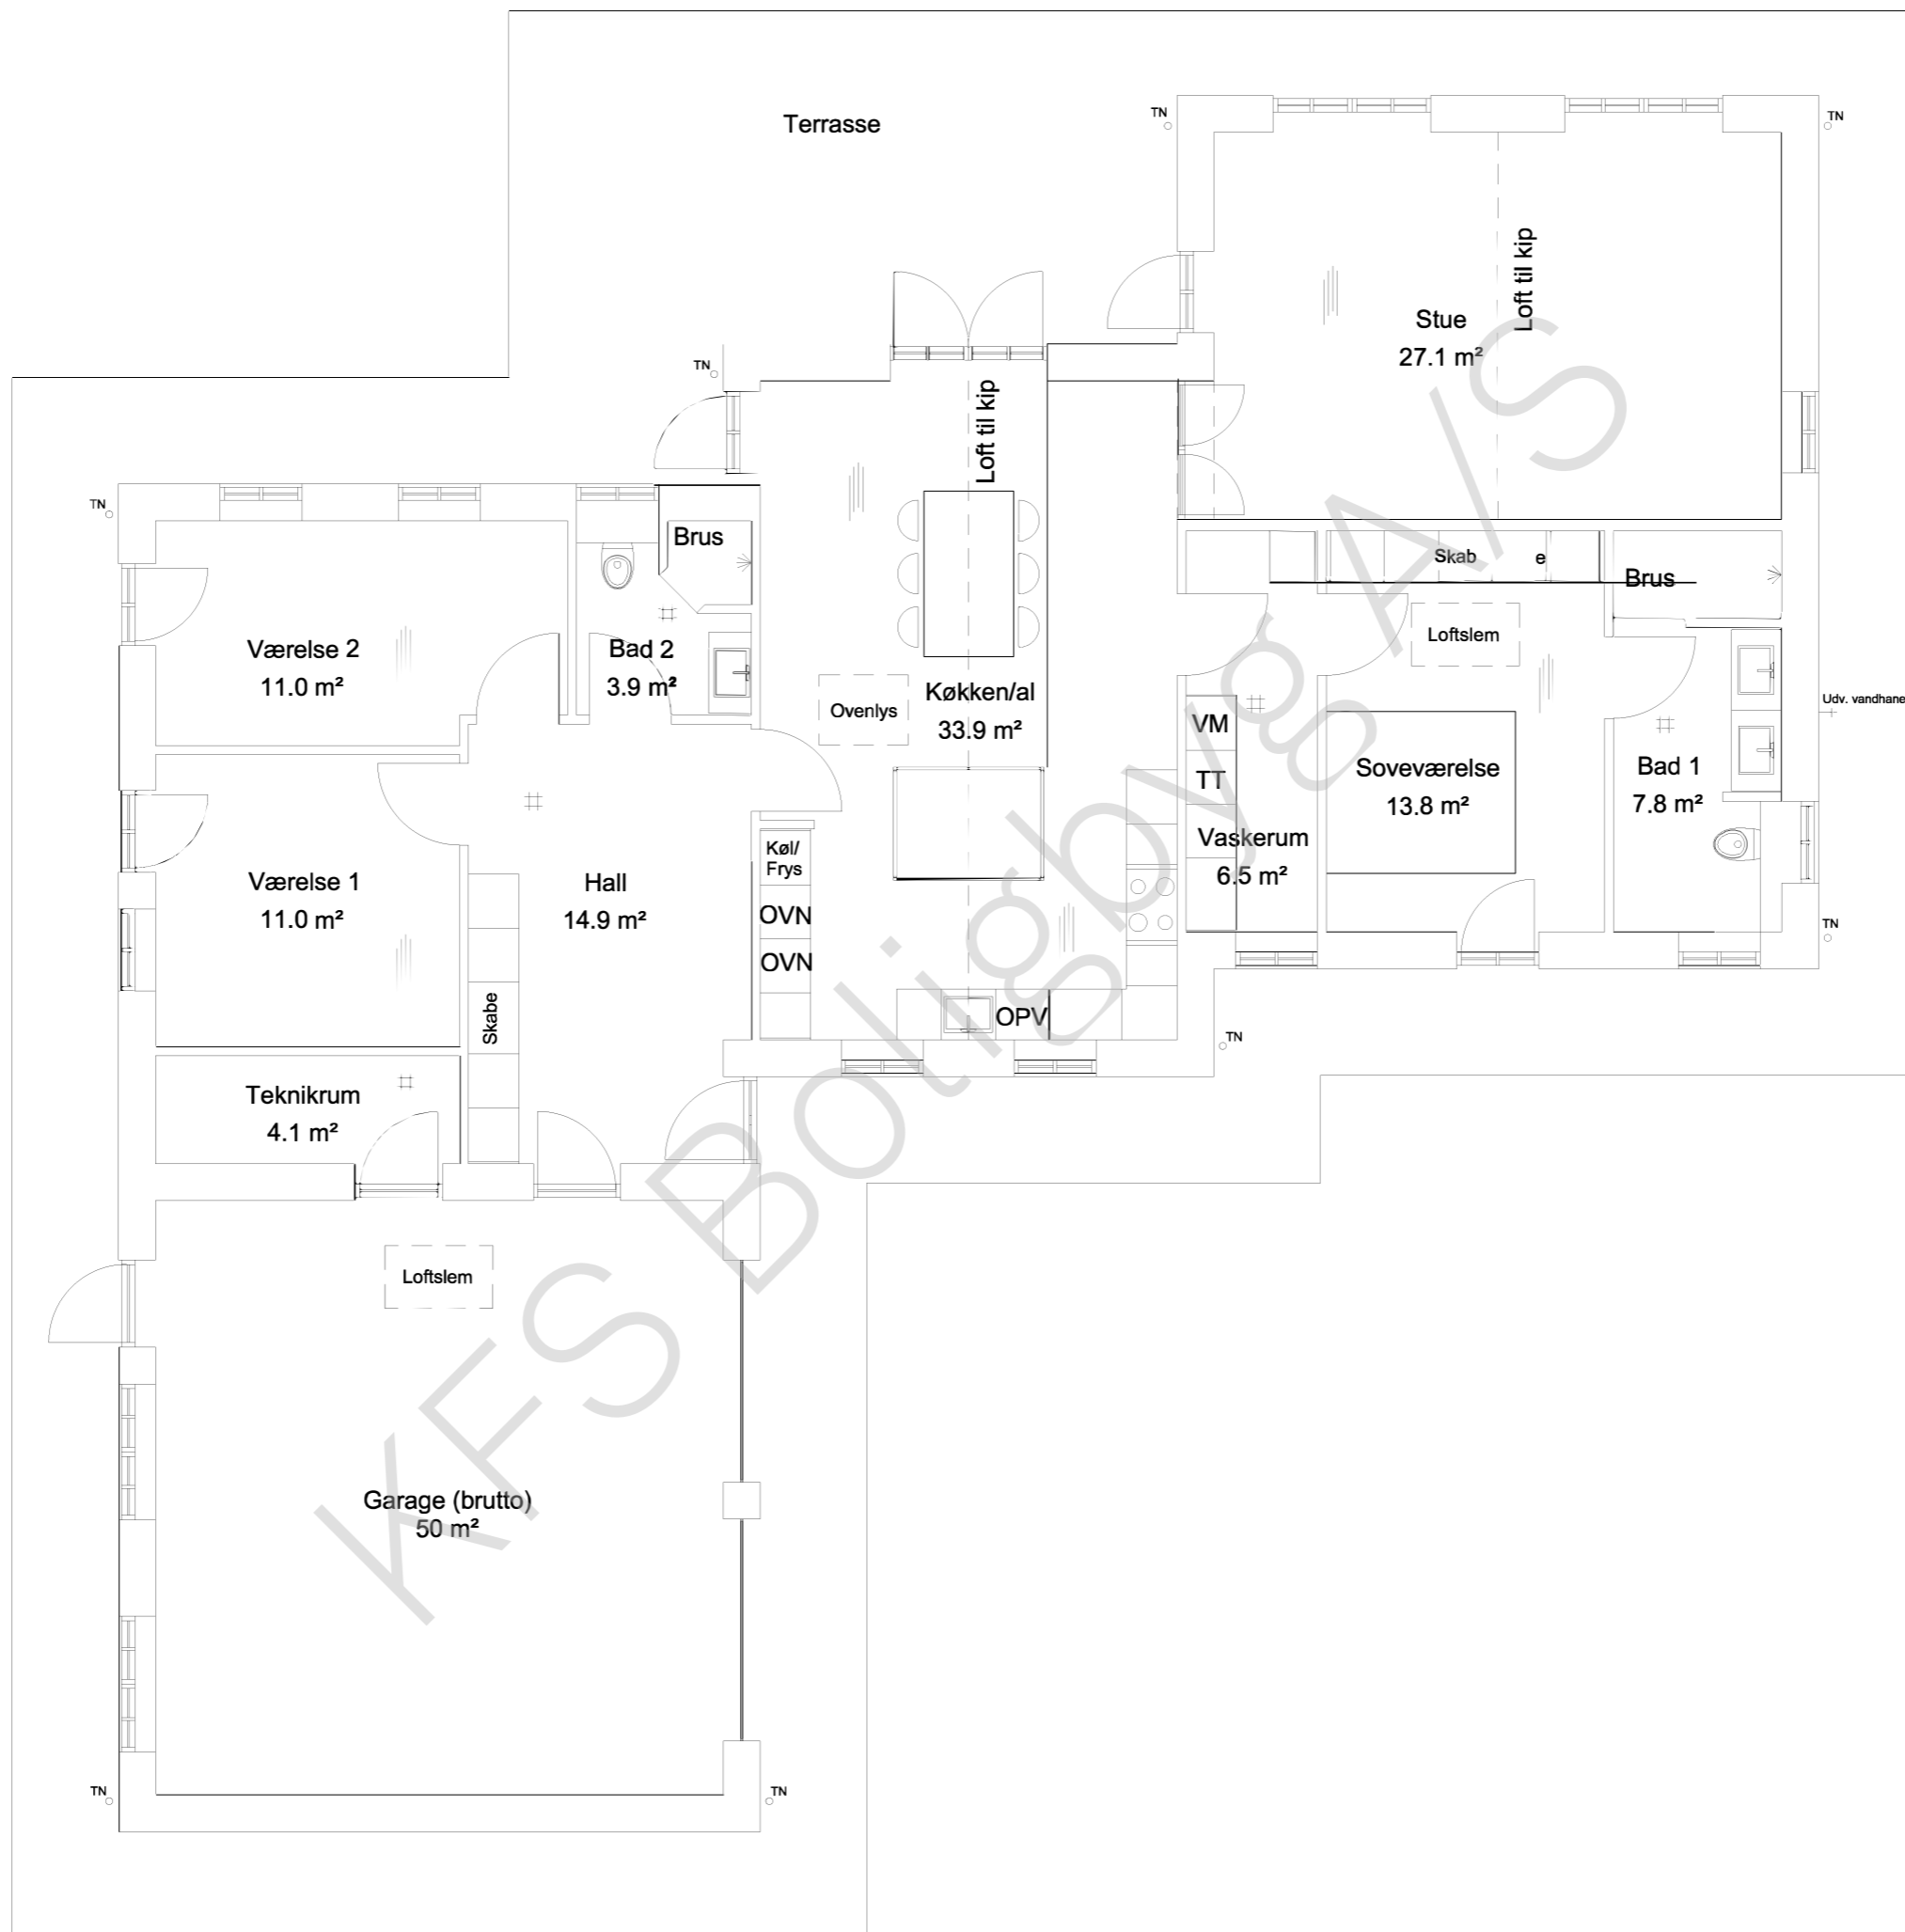 Terrasse
TN
TN
Stue
27.1 m²
Loft til kip
TN
Loft til kip
TN
Brus
Skab e
Brus
Loftslem
Værelse 2
11.0 m²
Bad 2
3.9 m²
Køkken/al
33.9 m²
Ovenlys
Udv. vandhane
VM
TT
Vaskerum
6.5 m²
Soveværelse
13.8 m²
Bad 1
7.8 m²
Værelse 1
11.0 m²
Hall
14.9 m²
Køl/
Frys
OVN
OVN
TN
Skabe
OPV
TN
Teknikrum
4.1 m²
Loftslem
Garage (brutto)
50 m²
TN
TN
KFS Boligbyg A/S